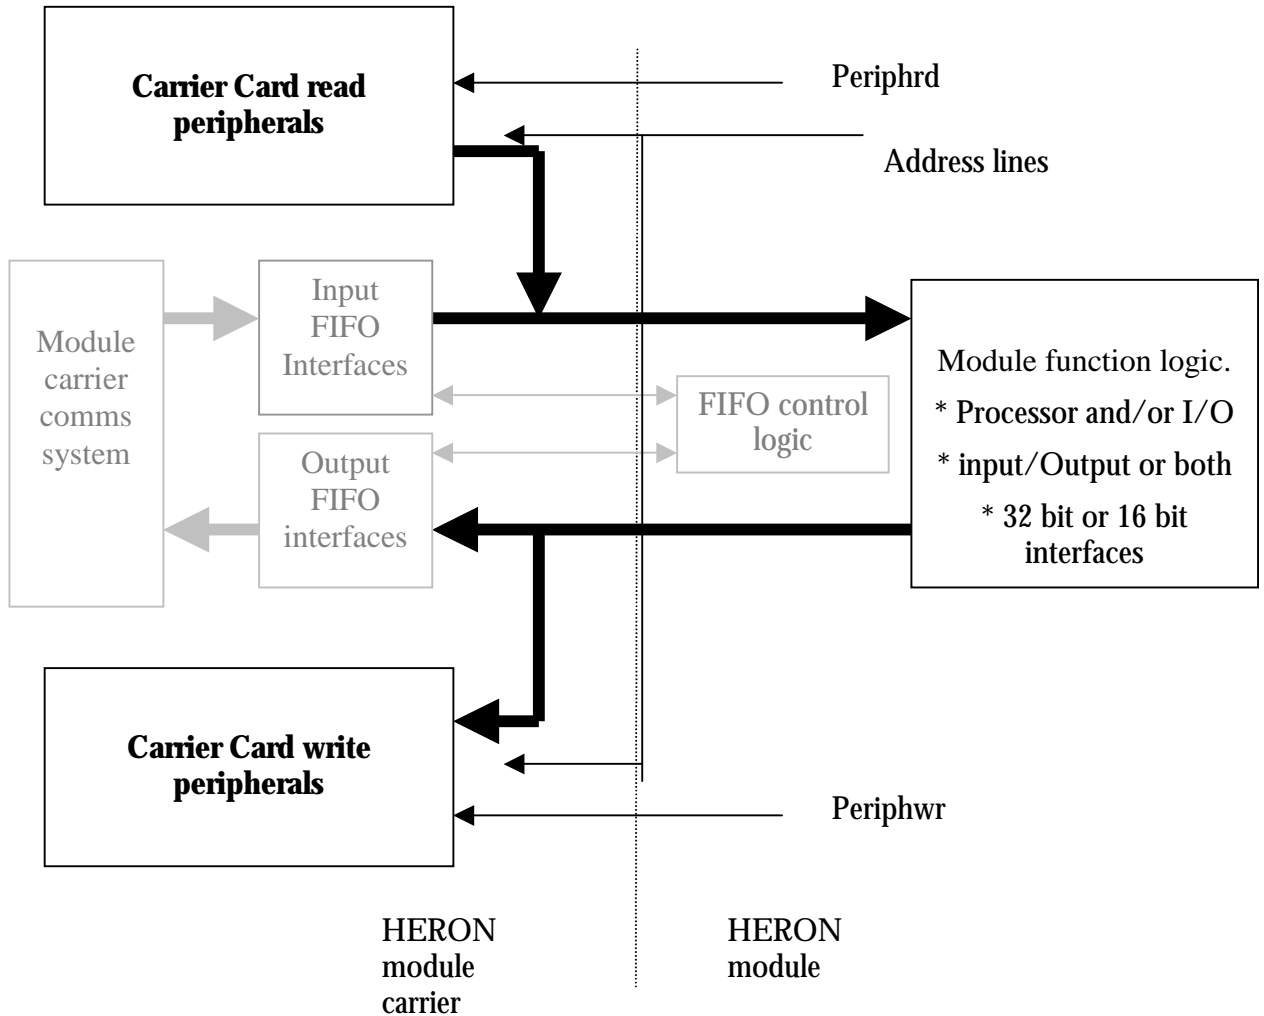 Carrier Card read
peripherals
Periphrd
Address lines
Module
carrier
comms
system
Input
FIFO
Interfaces
FIFO control
logic
Output
FIFO
interfaces
Module function logic.
* Processor and/or I/O
* input/Output or both
* 32 bit or 16 bit
interfaces
Carrier Card write
peripherals
Periphwr
HERON
module
carrier
HERON
module